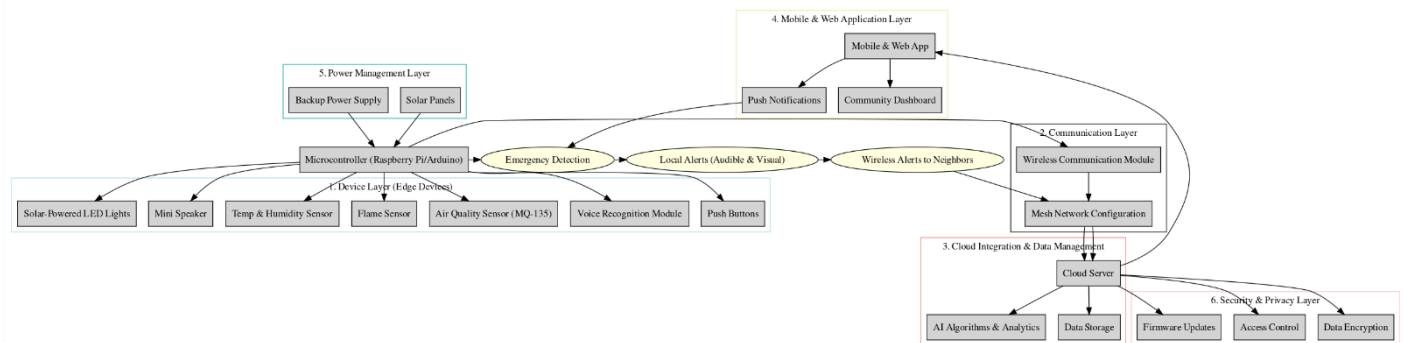 4. Mobile & Web Application Layer
Mobile & Web App
5. Power Management Layer
Backup Power Supply
Solar Panels
Push Notifications
Community Dashboard
2. Communication Layer
Microcontroller (Raspberry Pi/Arduino)
Emergency Detection
Local Alerts (Audible & Visual)
Wireless Alerts to Neighbors
Wireless Communication Module
1. Device Layer (Edge Devices)
Solar-Powered LED Lights
Mini Speaker
Temp & Humidity Sensor
Flame Sensor
Air Quality Sensor (MQ-135)
Voice Recognition Module
Push Buttons
Mesh Network Configuration
3. Cloud Integration & Data Management
Cloud Server
6. Security & Privacy Layer
AI Algorithms & Analytics
Data Storage
Firmware Updates
Access Control
Data Encryption